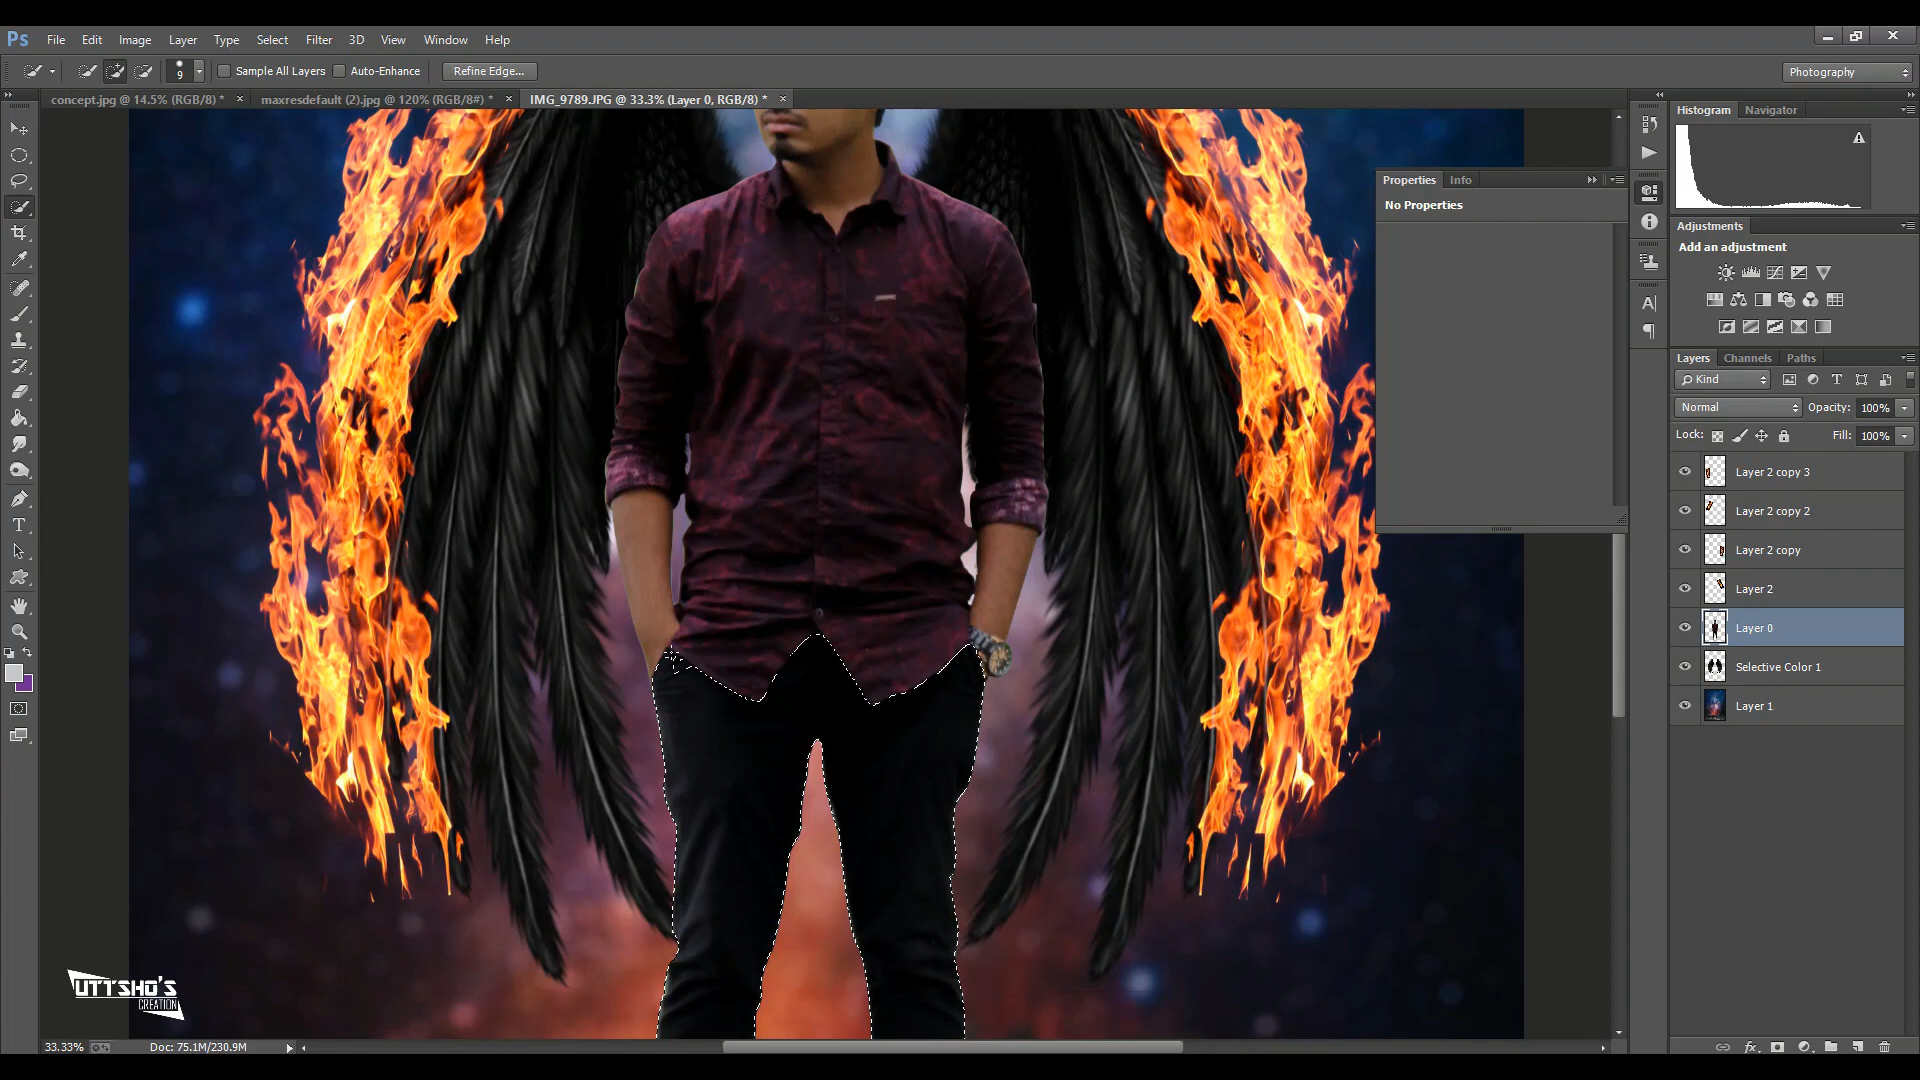 Ps File Edit Image Layer Type Select Filter 3D View Window Help
9 Sample All Layers Auto-Enhance Refine Edge... Photography
concept.jpg @ 14.5% (RGB/8) * × maxresdefault (2).jpg @ 120% (RGB/8#) * × IMG_9789.JPG @ 33.3% (Layer 0, RGB/8) * ×
Histogram Navigator
Properties Info
No Properties
Adjustments
Add an adjustment
Layers Channels Paths
Kind
Normal Opacity: 100%
Lock: Fill: 100%
Layer 2 copy 3
Layer 2 copy 2
Layer 2 copy
Layer 2
Layer 0
Selective Color 1
Layer 1
UTTSHO'S
CREATION
33.33% Doc: 75.1M/230.9M